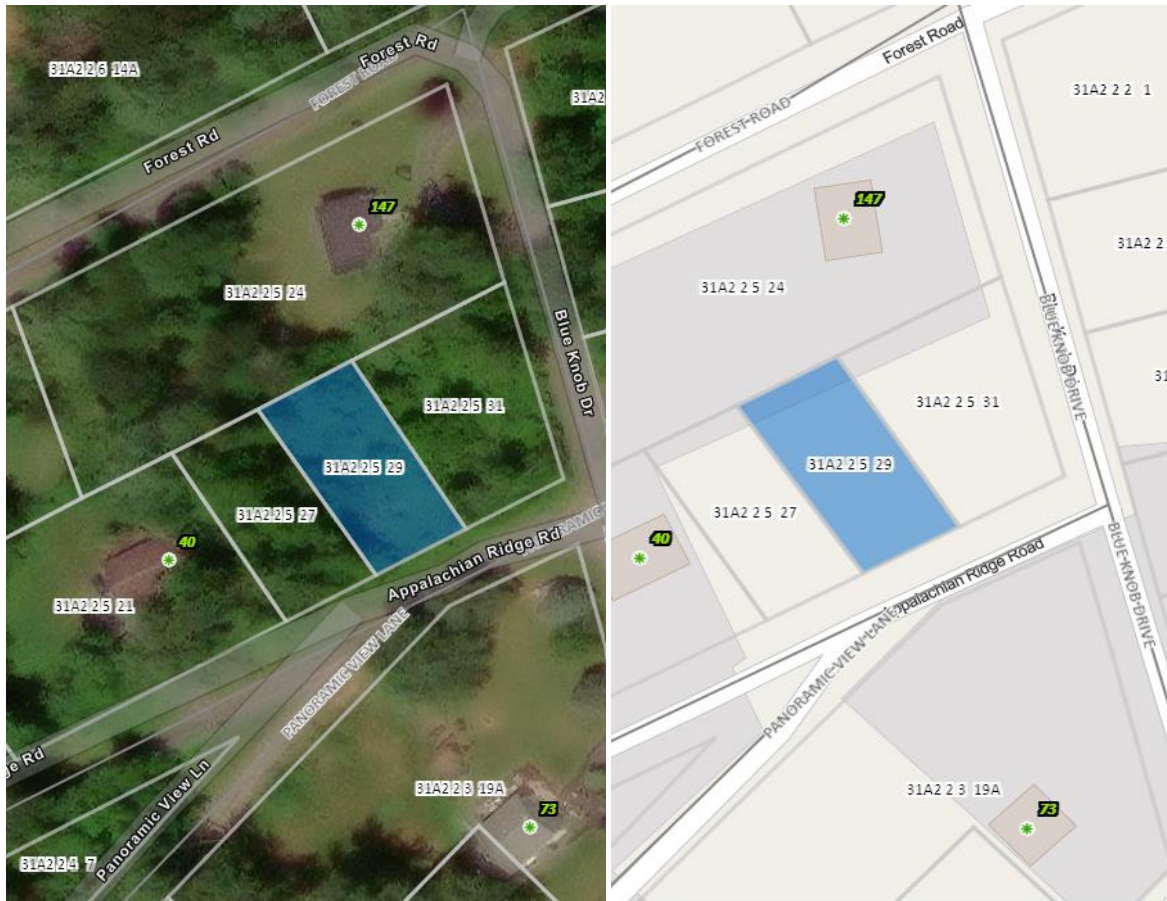 Forest Rd
FOREST ROAD
31A2 2 6 14A
31A2
Forest Rd
147
31A2 2 5 24
Blue Knob Dr
31A2 2 5 31
31A2 2 5 29
31A2 2 5 27
40
Appalachian Ridge Rd
31A2 2 5 21
PANORAMIC VIEW LANE
ge Rd
31A2 2 3 19A
73
Panoramic View Ln
31A2 2 4 7
Forest Road
31A2 2 2 1
FOREST ROAD
147
31A2 2
31A2 2 5 24
BLUE KNOB DRIVE
31
31A2 2 5 31
31A2 2 5 29
31A2 2 5 27
40
Appalachian Ridge Road
BLUE KNOB DRIVE
PANORAMIC VIEW LANE
31A2 2 3 19A
73